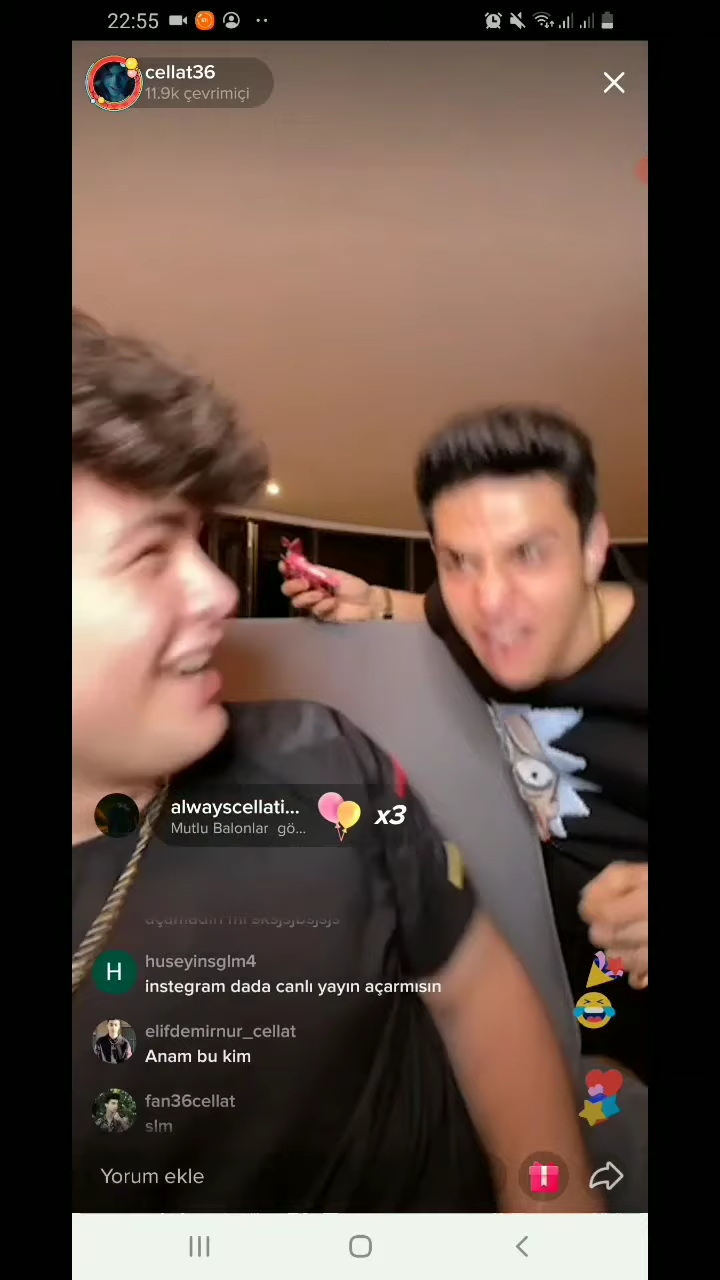 22:55
cellat36
11.9k çevrimiçi
alwayscellati...
Mutlu Balonlar gö...
x3
H
huseyinsglm4
instegram dada canlı yayın açarmısın
elifdemirnur_cellat
Anam bu kim
fan36cellat
slm
Yorum ekle